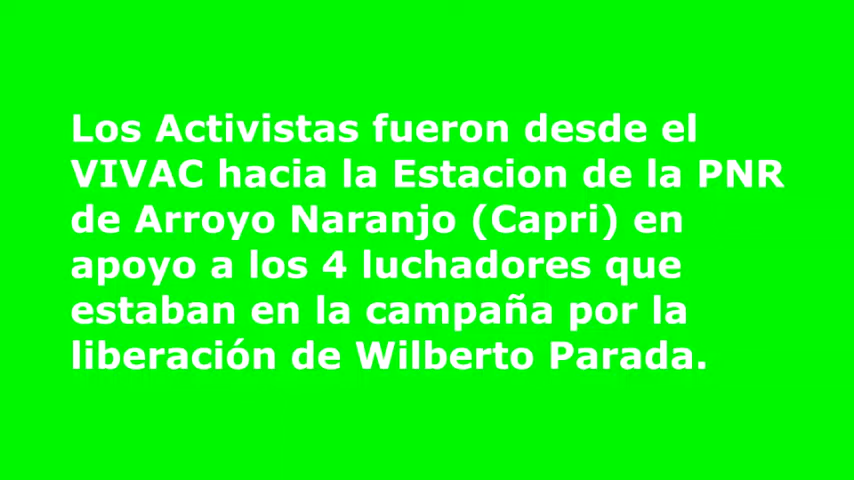 Los Activistas fueron desde el
VIVAC hacia la Estacion de la PNR
de Arroyo Naranjo (Capri) en
apoyo a los 4 luchadores que
estaban en la campaña por la
liberación de Wilberto Parada.